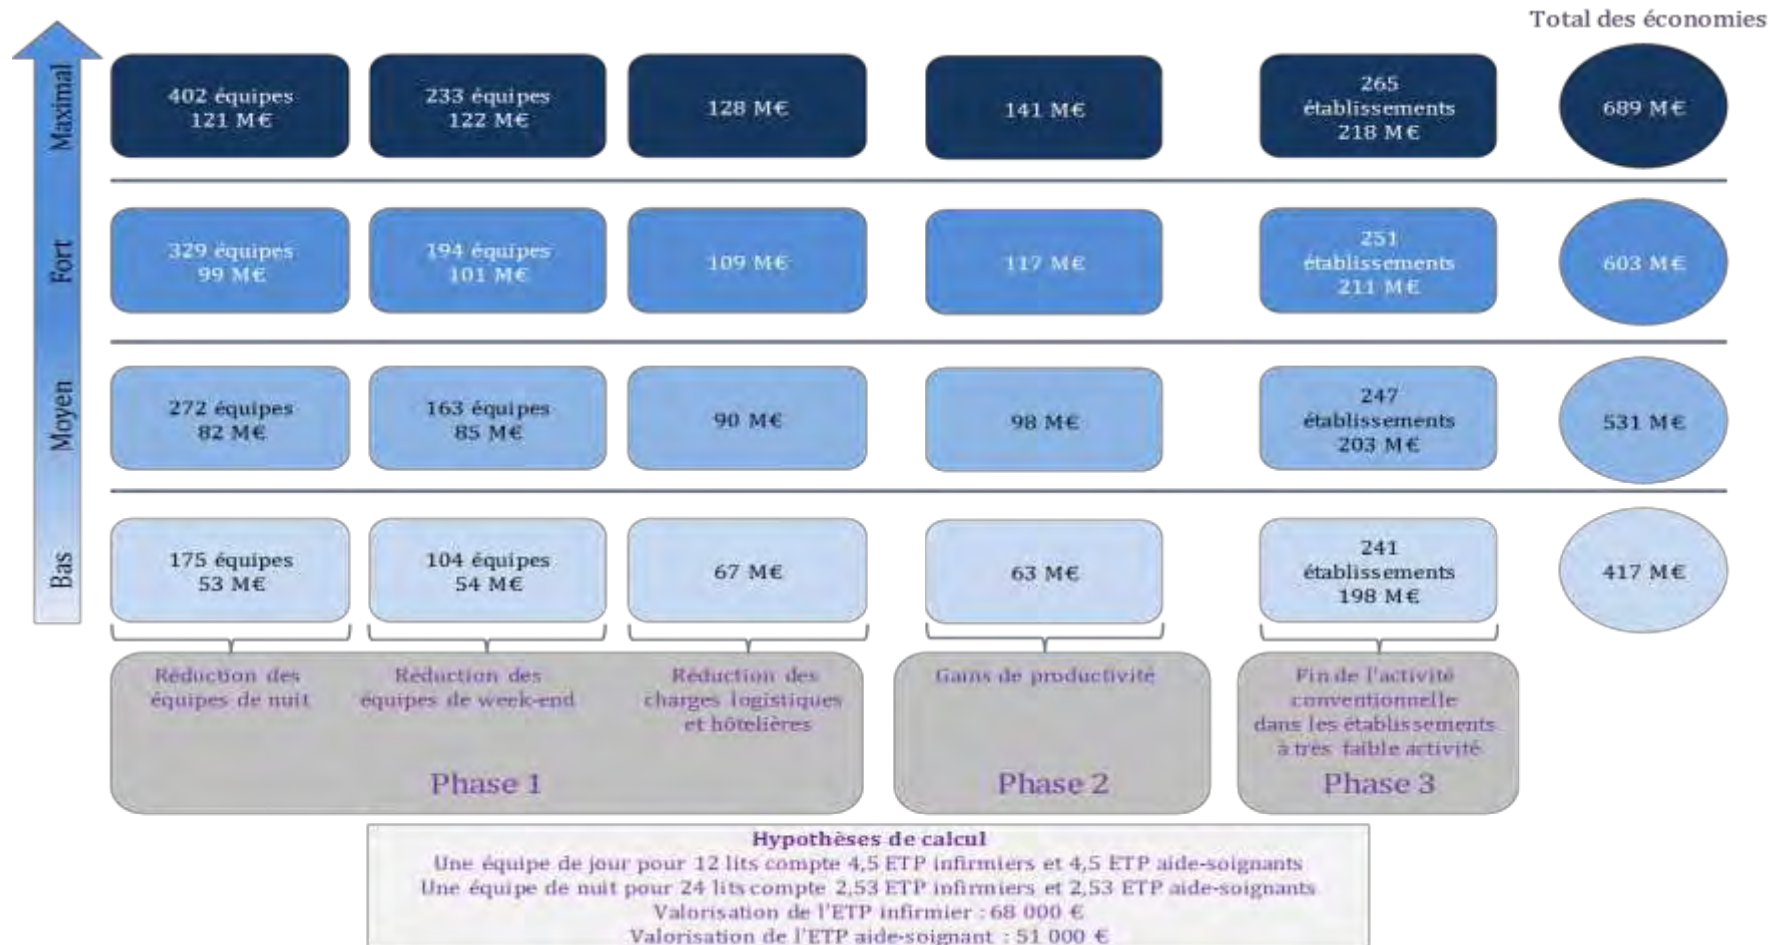 Total des économies
Maximal
402 équipes
121 M€
233 équipes
122 M€
128 M€
141 M€
265
établissements
218 M€
689 M€
Fort
329 équipes
99 M€
194 équipes
101 M€
109 M€
117 M€
251
établissements
211 M€
603 M€
Moyen
272 équipes
82 M€
163 équipes
85 M€
90 M€
98 M€
247
établissements
203 M€
531 M€
Bas
175 équipes
53 M€
104 équipes
54 M€
67 M€
63 M€
241
établissements
198 M€
417 M€
Réduction des
équipes de nuit
Réduction des
équipes de week-end
Réduction des
charges logistiques
et hôtelières
Phase 1
Gains de productivité
Phase 2
Fin de l'activité
conventionnelle
dans les établissements
à très faible activité
Phase 3
Hypothèses de calcul
Une équipe de jour pour 12 lits compte 4,5 ETP infirmiers et 4,5 ETP aide-soignants
Une équipe de nuit pour 24 lits compte 2,53 ETP infirmiers et 2,53 ETP aide-soignants
Valorisation de l'ETP infirmier : 68 000 €
Valorisation de l'ETP aide-soignant : 51 000 €